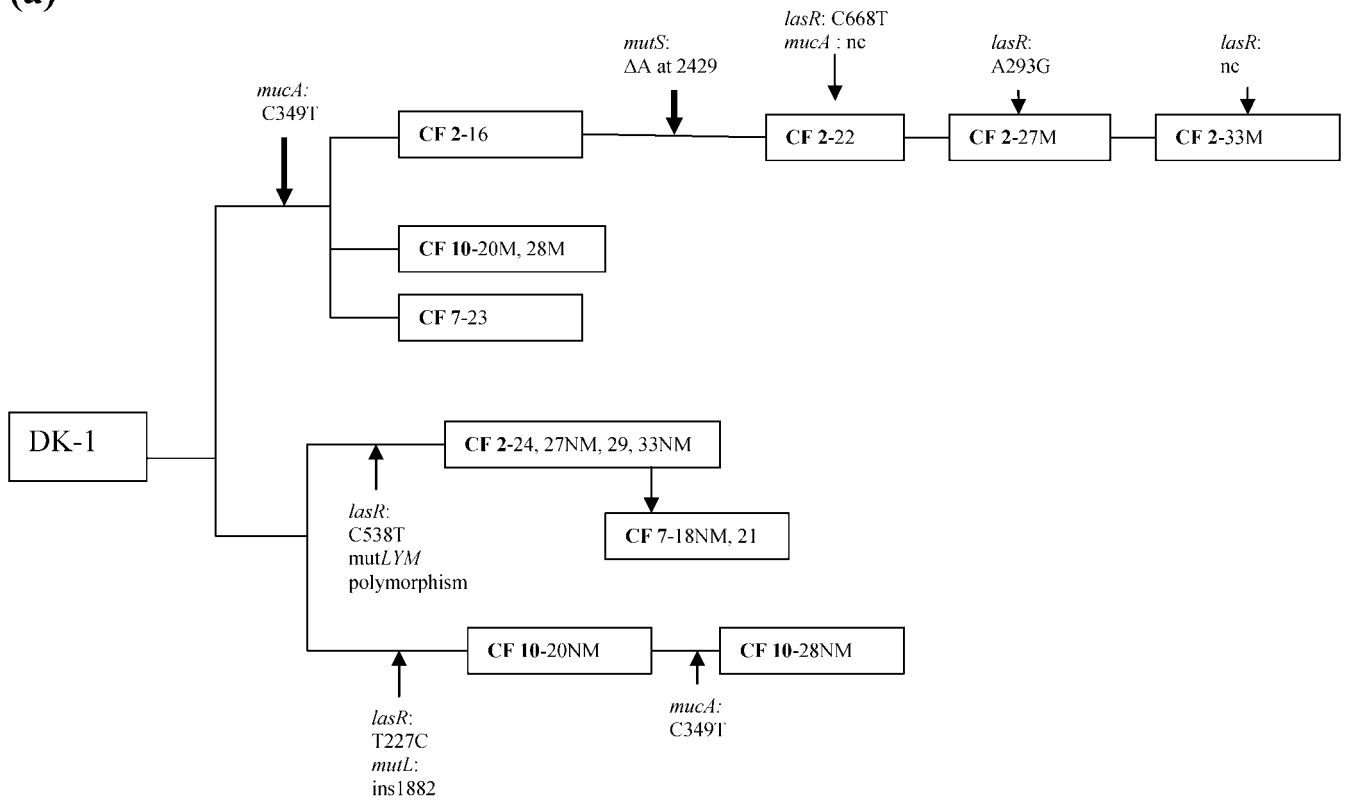 (a)
lasR: C668T
mucA : nc
mutS:
ΔA at 2429
lasR:
A293G
lasR:
nc
mucA:
C349T
CF 2-16
CF 2-22
CF 2-27M
CF 2-33M
CF 10-20M, 28M
CF 7-23
DK-1
CF 2-24, 27NM, 29, 33NM
lasR:
C538T
mutLYM
polymorphism
CF 7-18NM, 21
CF 10-20NM
CF 10-28NM
lasR:
T227C
mutL:
ins1882
mucA:
C349T